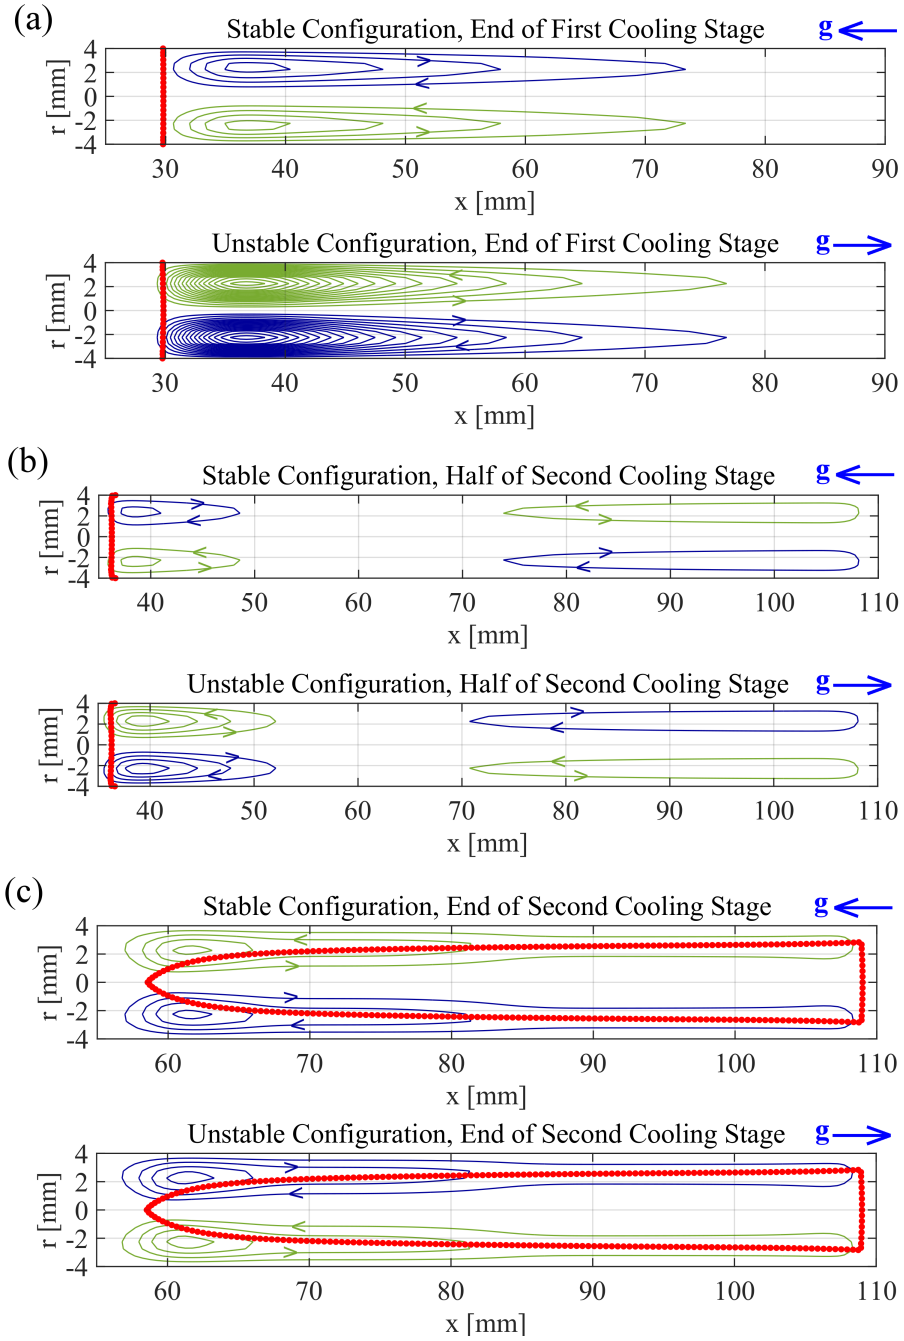 (a)
Stable Configuration, End of First Cooling Stage
g
4
2
0
-2
-4
r [mm]
30 40 50 60 70 80 90
x [mm]
Unstable Configuration, End of First Cooling Stage
g
4
2
0
-2
-4
r [mm]
30 40 50 60 70 80 90
x [mm]
(b)
Stable Configuration, Half of Second Cooling Stage
g
4
2
0
-2
-4
r [mm]
40 50 60 70 80 90 100 110
x [mm]
Unstable Configuration, Half of Second Cooling Stage
g
4
2
0
-2
-4
r [mm]
40 50 60 70 80 90 100 110
x [mm]
(c)
Stable Configuration, End of Second Cooling Stage
g
4
2
0
-2
-4
r [mm]
60 70 80 90 100 110
x [mm]
Unstable Configuration, End of Second Cooling Stage
g
4
2
0
-2
-4
r [mm]
60 70 80 90 100 110
x [mm]